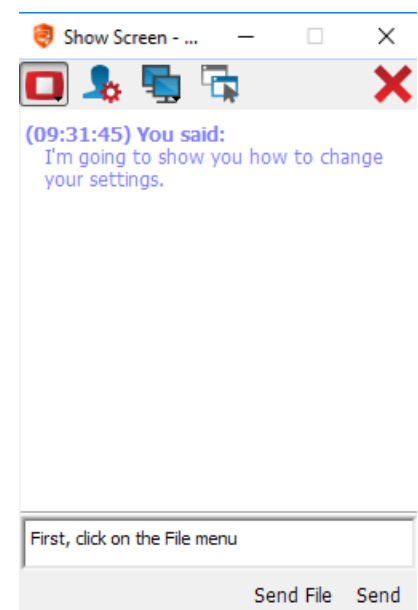 Show Screen - ...
(09:31:45) You said:
I'm going to show you how to change
your settings.
First, click on the File menu
Send File Send